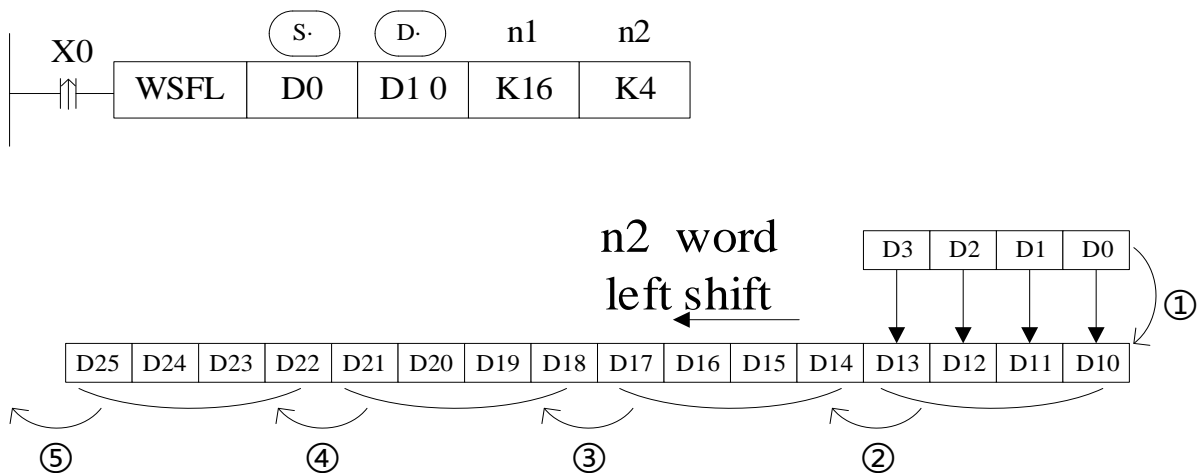 S· D· n1 n2
X0
WSFL D0 D1 0 K16 K4
n2 word
left shift
D3 D2 D1 D0
①
D25 D24 D23 D22 D21 D20 D19 D18 D17 D16 D15 D14 D13 D12 D11 D10
⑤ ④ ③ ②